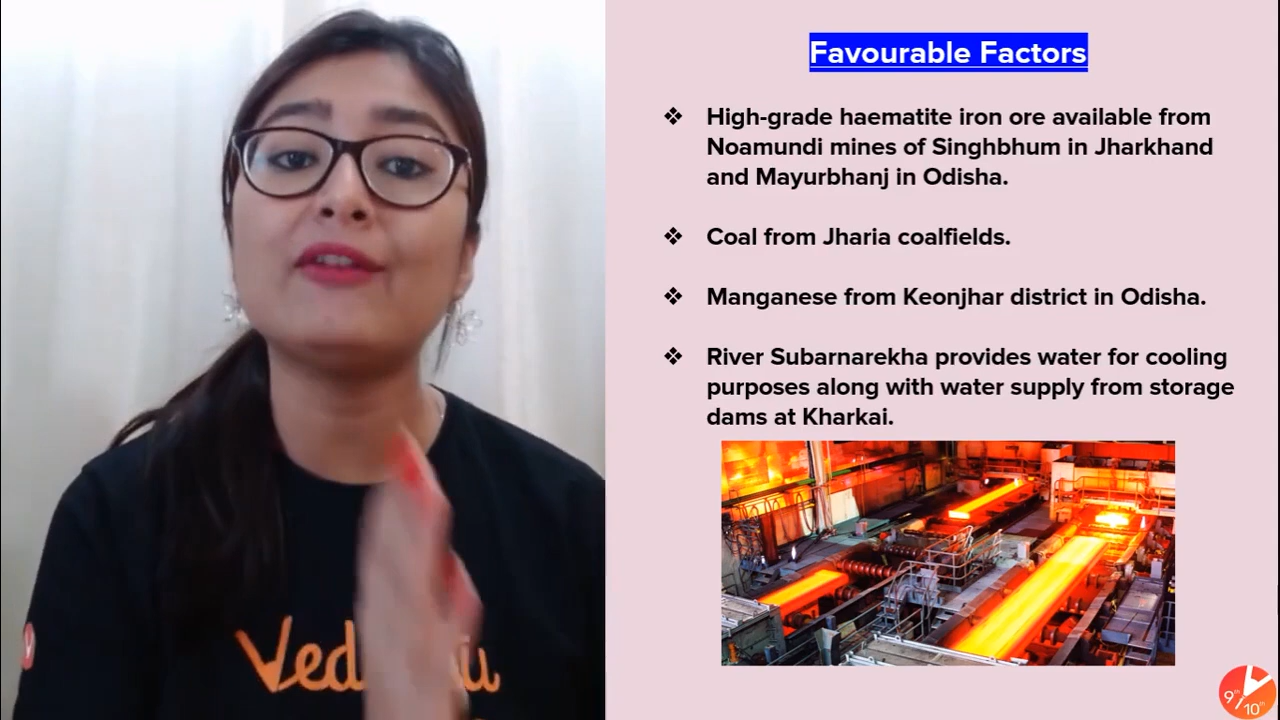 Favourable Factors
❖ High-grade haematite iron ore available from
Noamundi mines of Singhbhum in Jharkhand
and Mayurbhanj in Odisha.
❖ Coal from Jharia coalfields.
❖ Manganese from Keonjhar district in Odisha.
❖ River Subarnarekha provides water for cooling
purposes along with water supply from storage
dams at Kharkai.
9th/10th